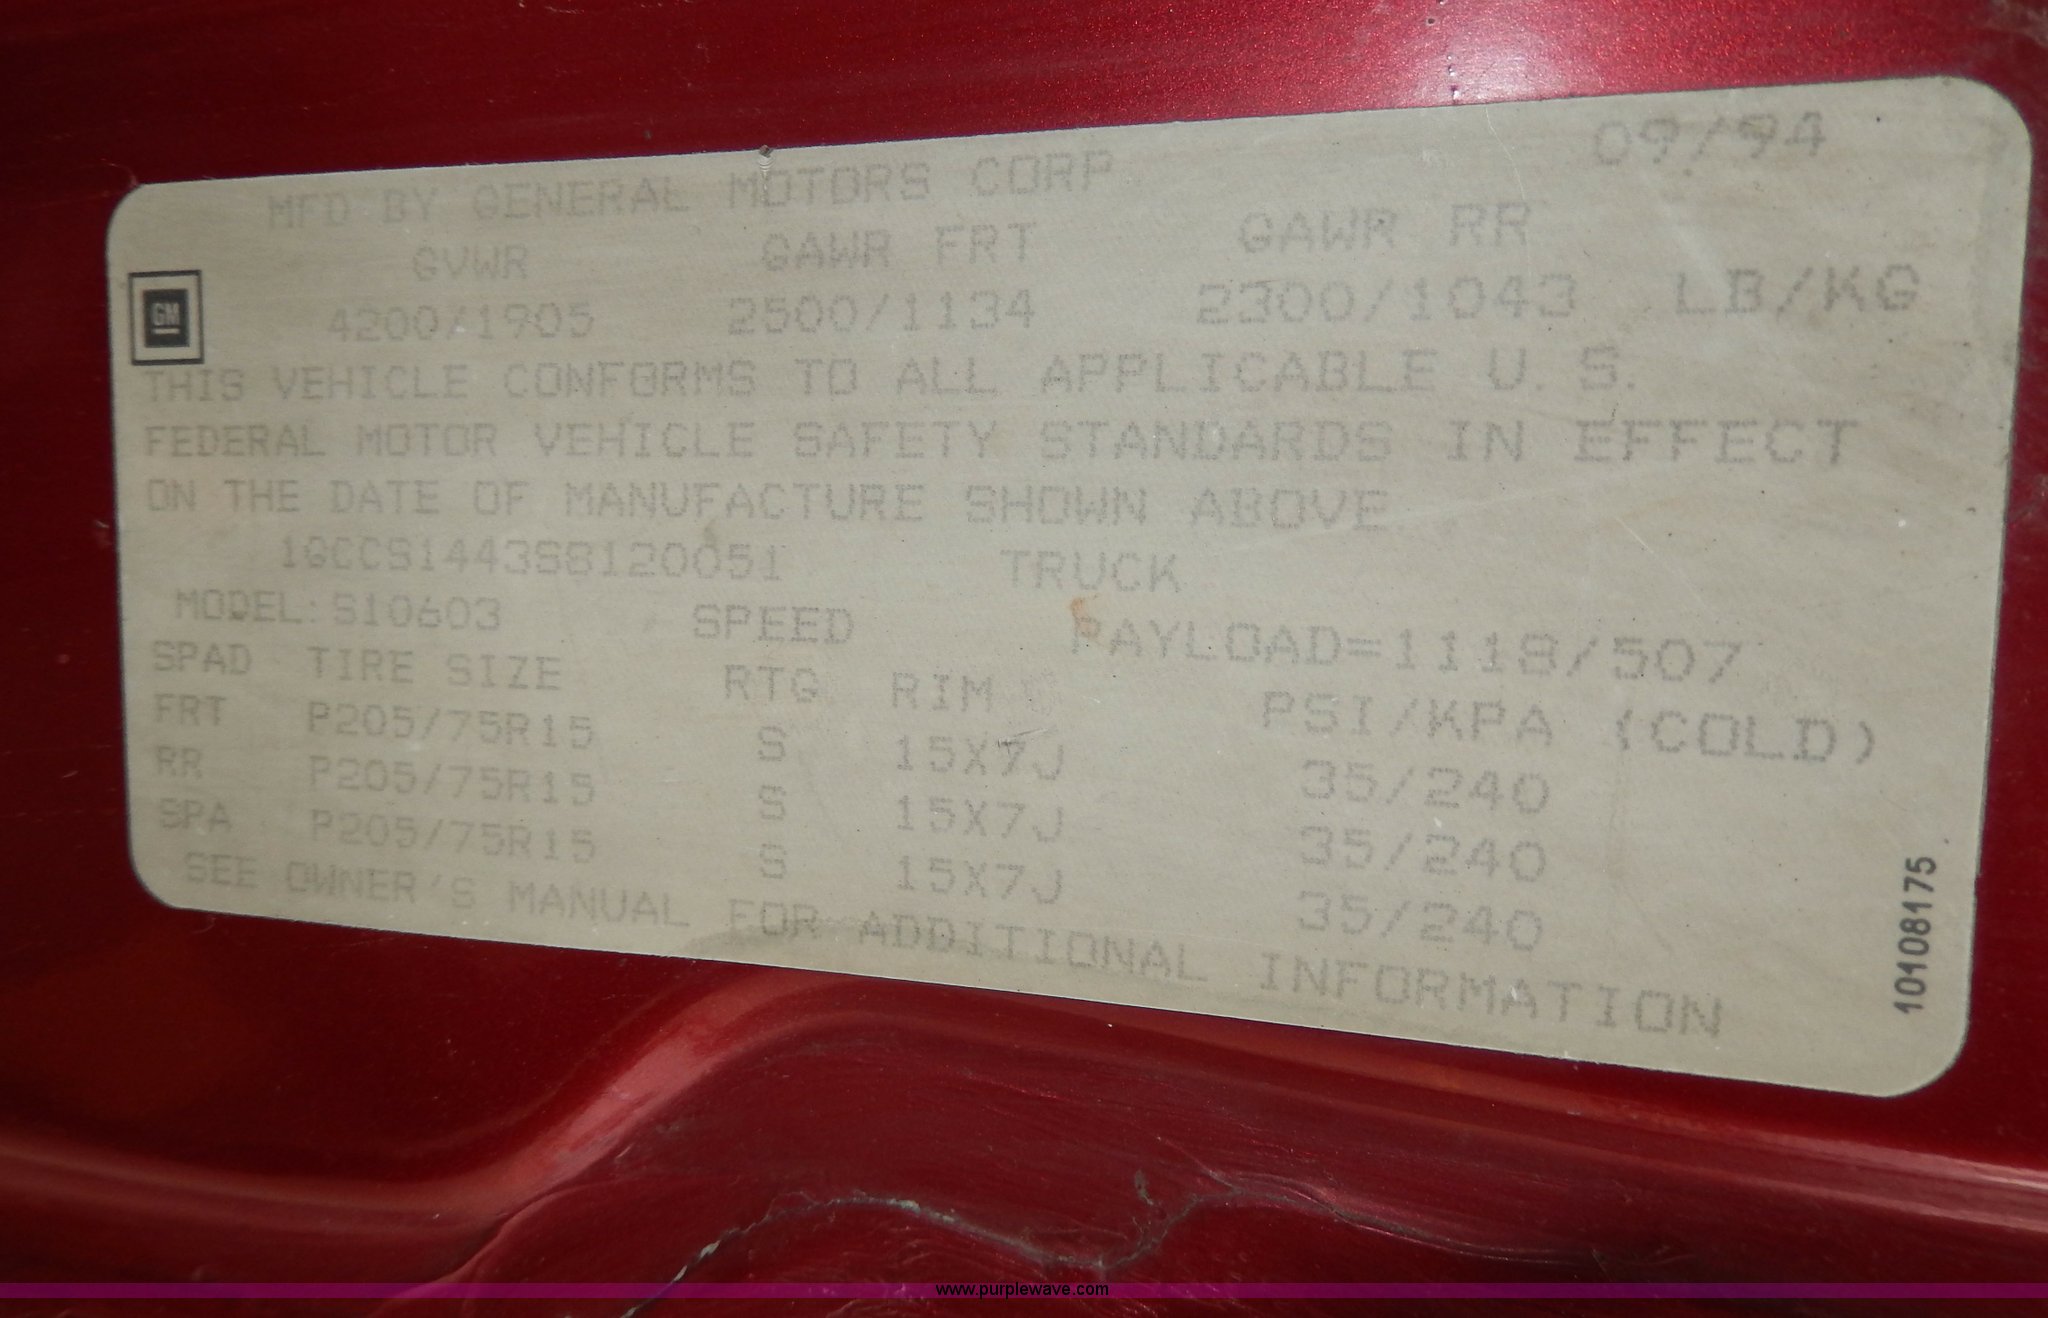 MFD BY GENERAL MOTORS CORP 09/94
GVWR GAWR FRT GAWR RR
GM
4200/1905 2500/1134 2300/1043 LB/KG
THIS VEHICLE CONFORMS TO ALL APPLICABLE U.S.
FEDERAL MOTOR VEHICLE SAFETY STANDARDS IN EFFECT
ON THE DATE OF MANUFACTURE SHOWN ABOVE.
1GCCS1443S8120051 TRUCK
MODEL:S10603 SPEED PAYLOAD=1118/507
SPAD TIRE SIZE RTG RIM PSI/KPA (COLD)
FRT P205/75R15 S 15X7J 35/240
RR P205/75R15 S 15X7J 35/240
SPA P205/75R15 S 15X7J 35/240
SEE OWNER'S MANUAL FOR ADDITIONAL INFORMATION
10108175
www.purplewave.com